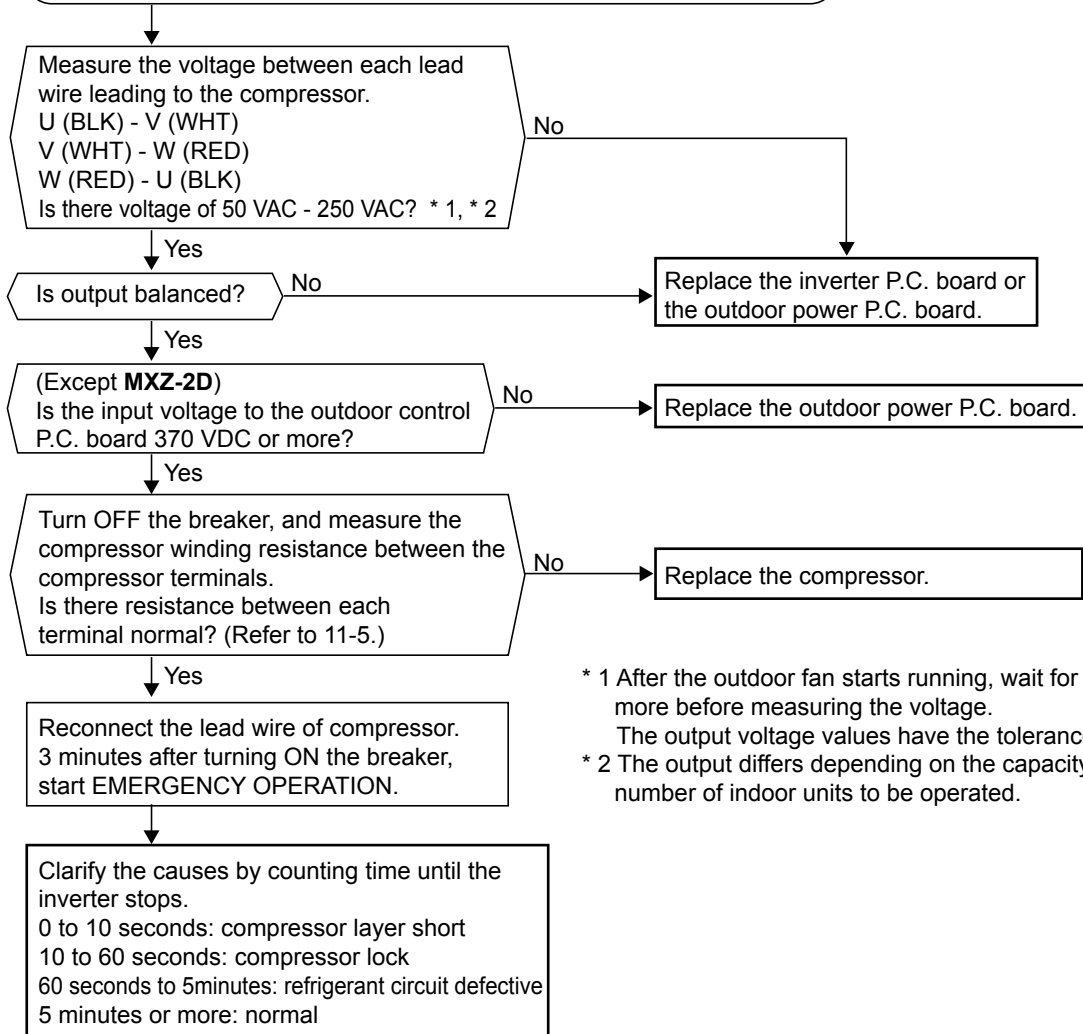 Measure the voltage between each lead
wire leading to the compressor.
U (BLK) - V (WHT)
V (WHT) - W (RED)
W (RED) - U (BLK)
Is there voltage of 50 VAC - 250 VAC? * 1, * 2
No
Yes
Is output balanced?
No
Replace the inverter P.C. board or
the outdoor power P.C. board.
Yes
(Except MXZ-2D)
Is the input voltage to the outdoor control
P.C. board 370 VDC or more?
No
Replace the outdoor power P.C. board.
Yes
Turn OFF the breaker, and measure the
compressor winding resistance between the
compressor terminals.
Is there resistance between each
terminal normal? (Refer to 11-5.)
No
Replace the compressor.
Yes
Reconnect the lead wire of compressor.
3 minutes after turning ON the breaker,
start EMERGENCY OPERATION.
Clarify the causes by counting time until the
inverter stops.
0 to 10 seconds: compressor layer short
10 to 60 seconds: compressor lock
60 seconds to 5minutes: refrigerant circuit defective
5 minutes or more: normal
* 1 After the outdoor fan starts running, wait for
more before measuring the voltage.
The output voltage values have the
* 2 The output differs depending on the
number of indoor units to be operated.